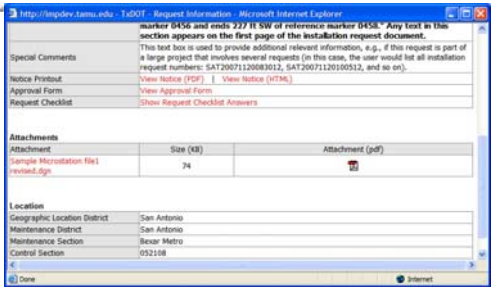 http://impdev.tamu.edu - TxDOT - Request Information - Microsoft Internet Explorer
marker 0456 and ends 227 ft SW of reference marker 0458." Any text in this
section appears on the first page of the installation request document.
Special Comments
This text box is used to provide additional relevant information, e.g., if this request is part of
a large project that involves several requests (in this case, the user would list all installation
request numbers: SAT20071120083012, SAT20071120100512, and so on).
Notice Printout View Notice (PDF) | View Notice (HTML)
Approval Form View Approval Form
Request Checklist Show Request Checklist Answers
Attachments
Attachment Size (KB) Attachment (pdf)
Sample Microstation file1
revised.dgn
74
Location
Geographic Location District San Antonio
Maintenance District San Antonio
Maintenance Section Bexar Metro
Control Section 052108
Done Internet